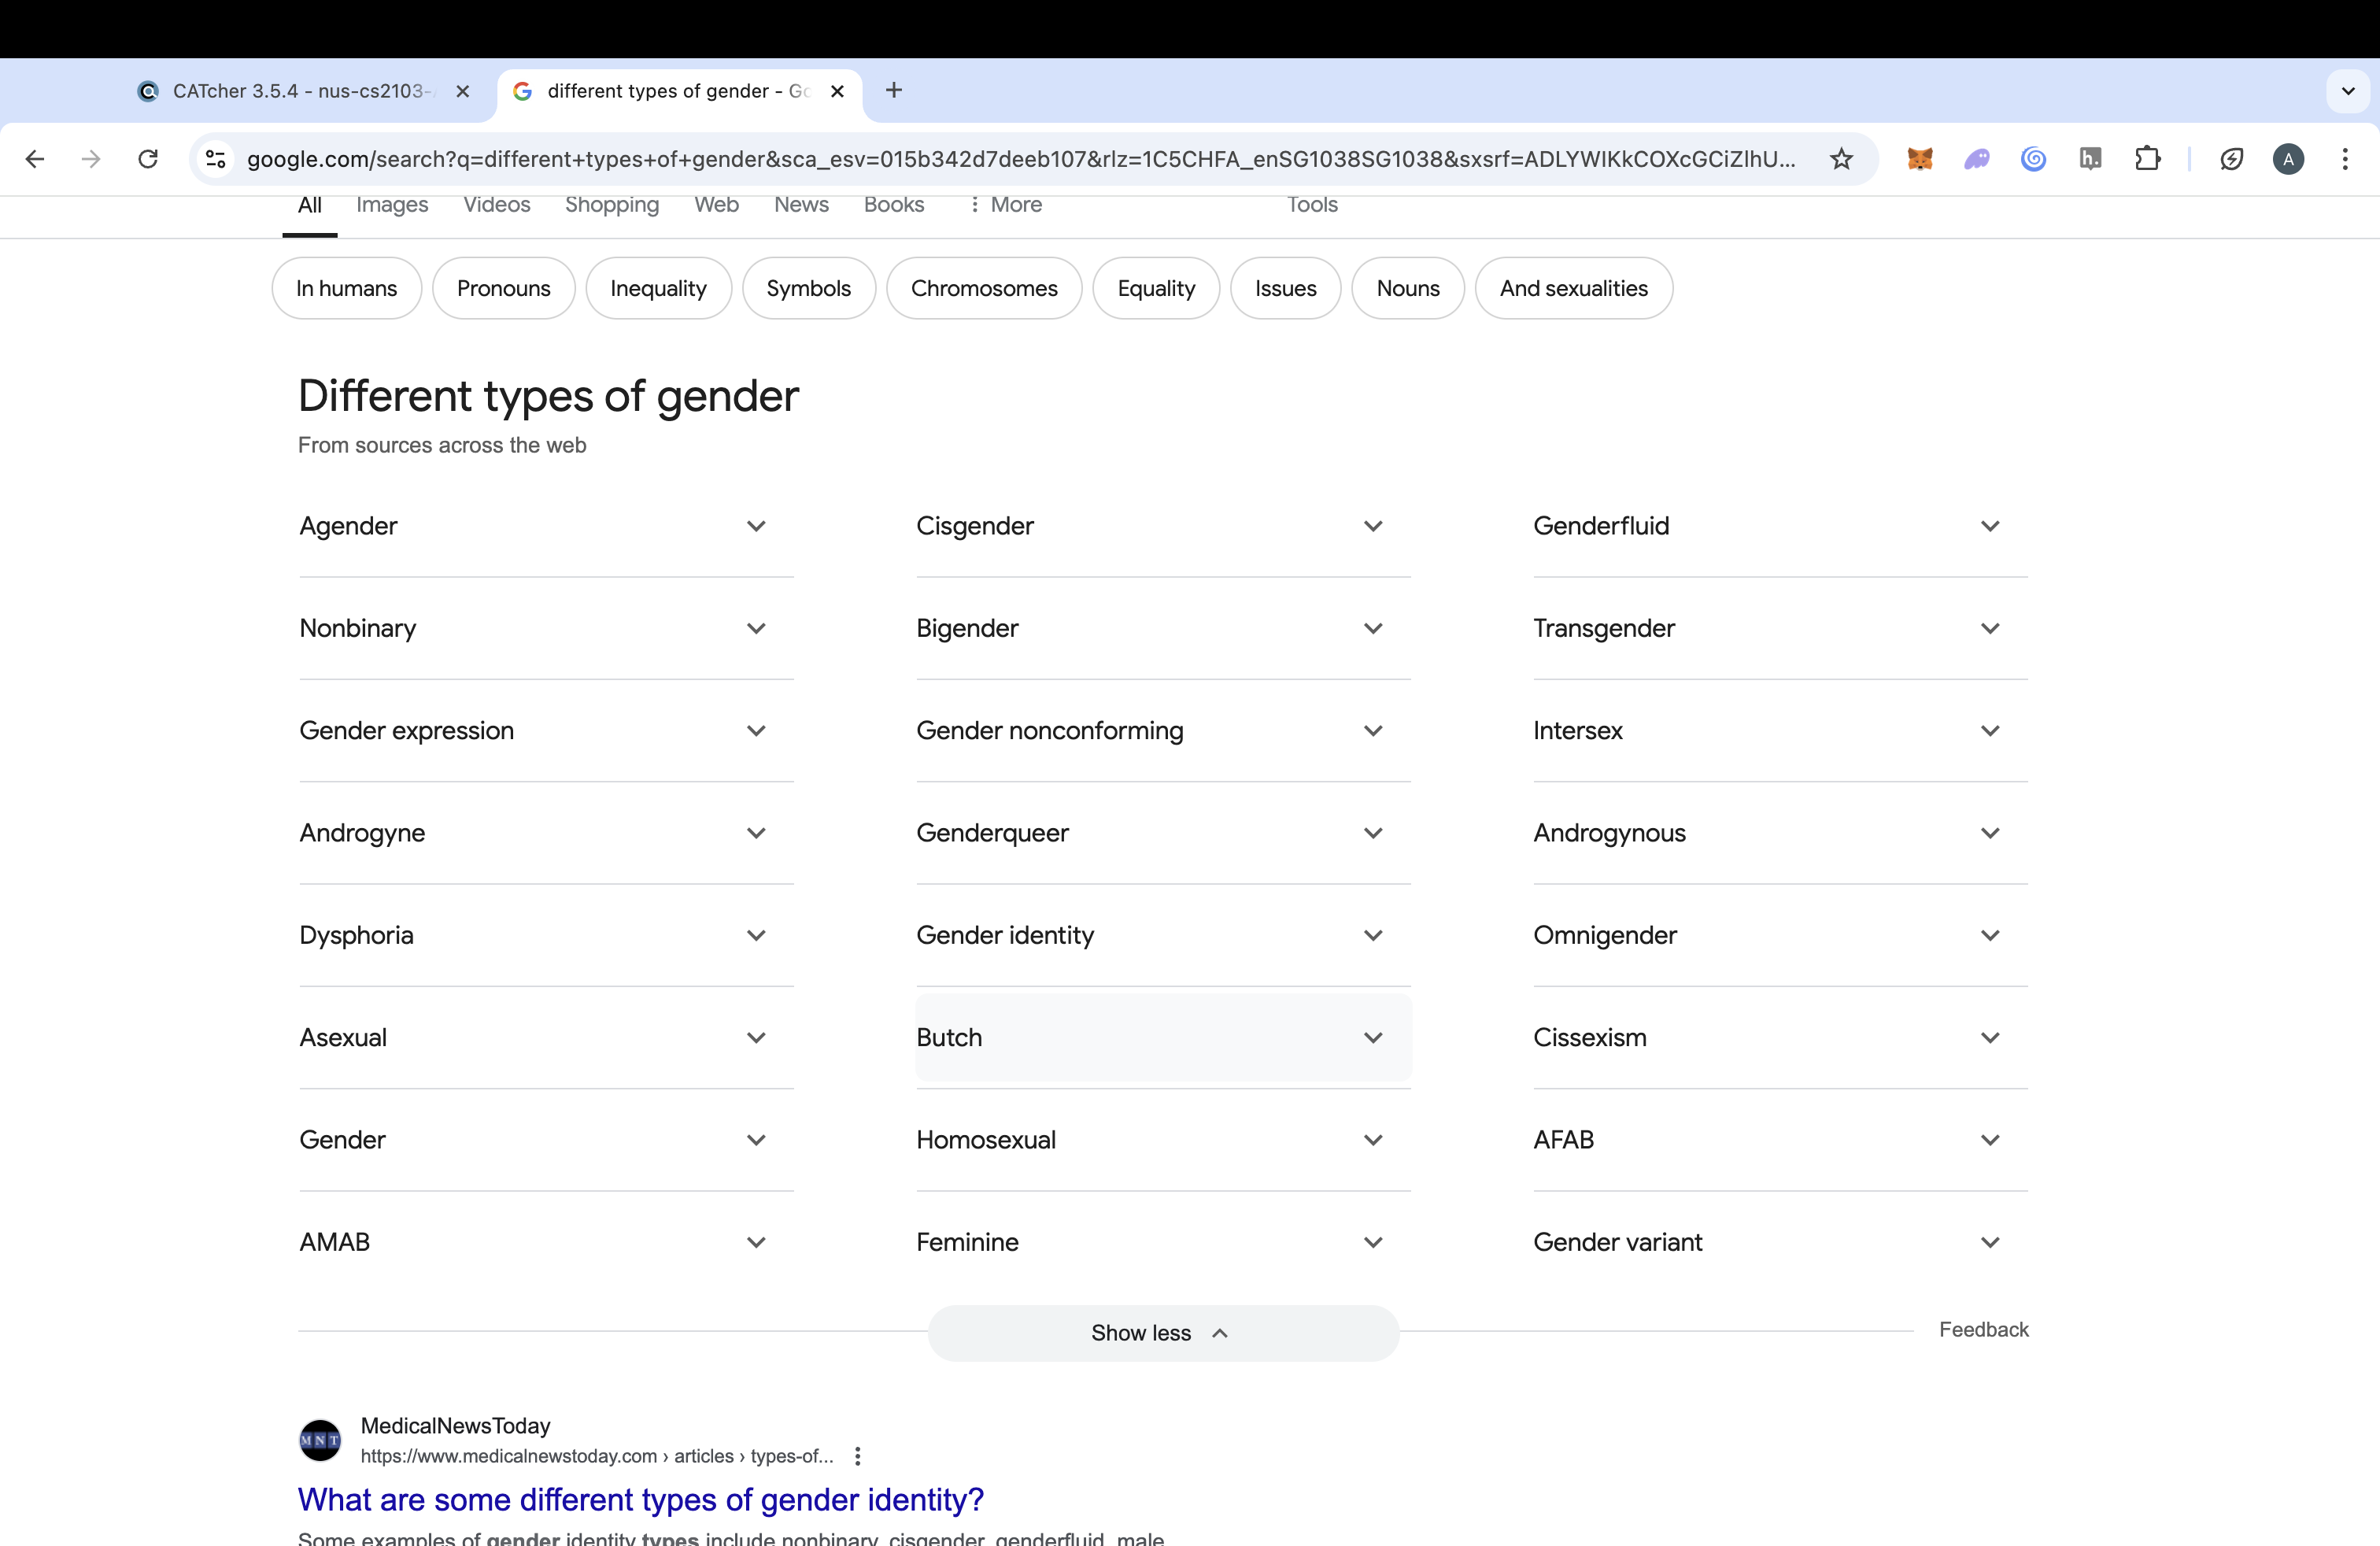 CATcher 3.5.4 - nus-cs2103-
different types of gender - Go
google.com/search?q=different+types+of+gender&sca_esv=015b342d7deeb107&rlz=1C5CHFA_enSG1038SG1038&sxsrf=ADLYWIKkCOXcGCiZlhU...
h.
A
All Images Videos Shopping Web News Books More Tools
In humans Pronouns Inequality Symbols Chromosomes Equality Issues Nouns And sexualities
Different types of gender
From sources across the web
Agender Cisgender Genderfluid
Nonbinary Bigender Transgender
Gender expression Gender nonconforming Intersex
Androgyne Genderqueer Androgynous
Dysphoria Gender identity Omnigender
Asexual Butch Cissexism
Gender Homosexual AFAB
AMAB Feminine Gender variant
Show less
Feedback
MNT
MedicalNewsToday
https://www.medicalnewstoday.com › articles › types-of...
What are some different types of gender identity?
Some examples of gender identity types include nonbinary, cisgender, genderfluid, male